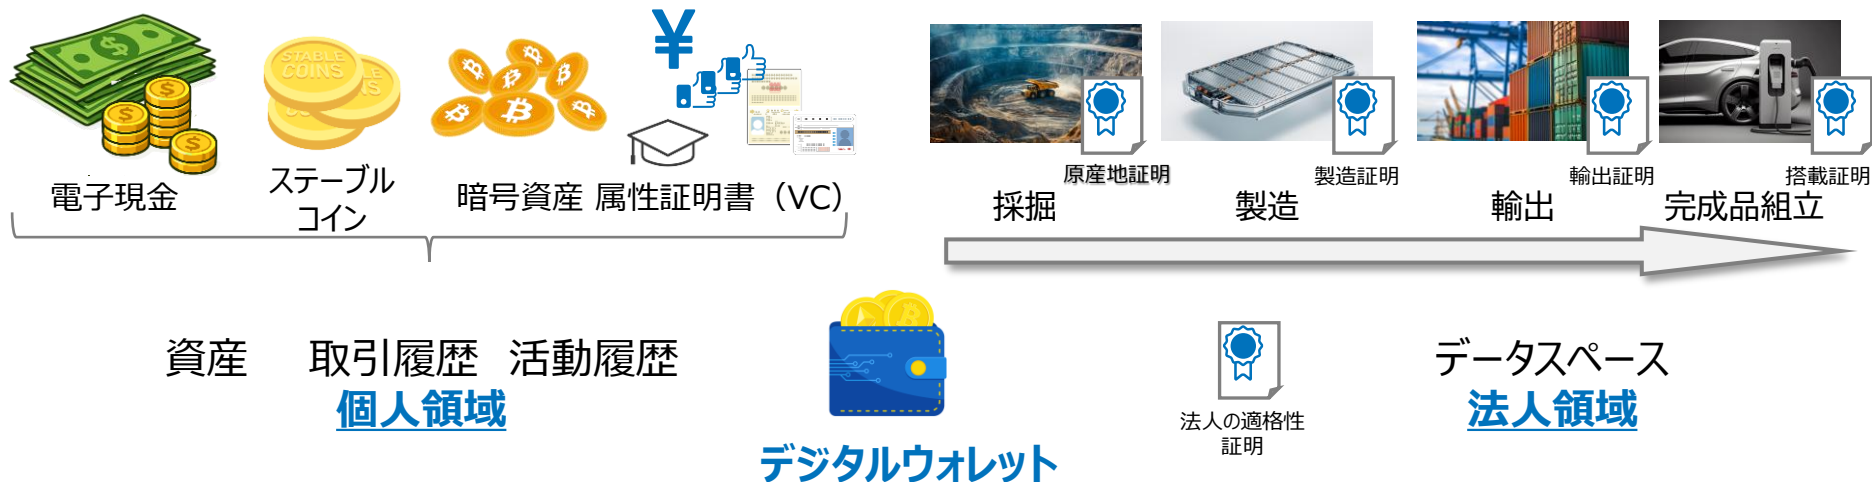 STABLE
COINS
¥
電子現金
ステーブル
コイン
暗号資産
属性証明書（VC）
原産地証明
製造証明
輸出証明
搭載証明
採掘
製造
輸出
完成品組立
資産
取引履歴
活動履歴
個人領域
デジタルウォレット
法人の適格性
証明
データスペース
法人領域